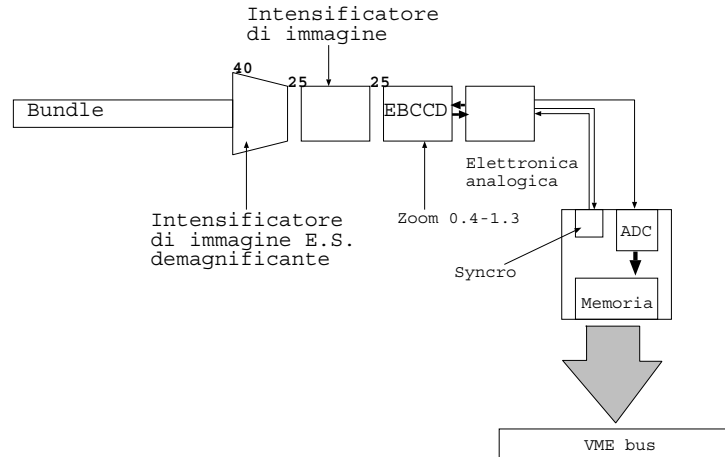 Intensificatore
di immagine
40
25
25
Bundle
EBCCD
Elettronica
analogica
Intensificatore
di immagine E.S.
demagnificante
Zoom 0.4-1.3
ADC
Syncro
Memoria
VME bus